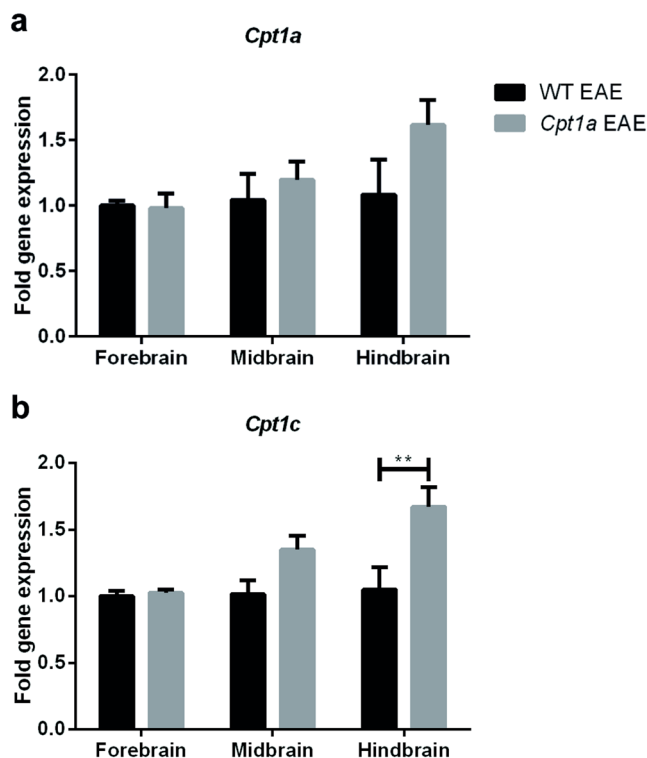 a
Cpt1a
WT EAE
Cpt1a EAE
Fold gene expression
2.0
1.5
1.0
0.5
0.0
Forebrain Midbrain Hindbrain
b
Cpt1c
Fold gene expression
2.0
1.5
1.0
0.5
0.0
**
Forebrain Midbrain Hindbrain